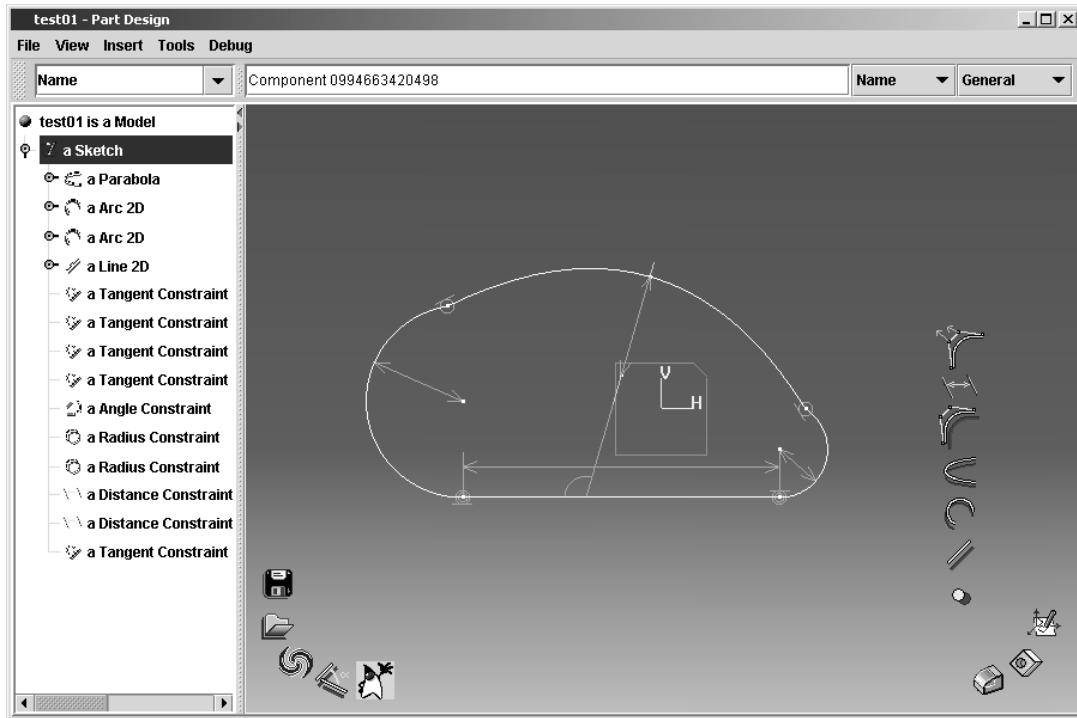 test01 - Part Design
File View Insert Tools Debug
Name Component 0994663420498 Name General
test01 is a Model
a Sketch
a Parabola
a Arc 2D
a Arc 2D
a Line 2D
a Tangent Constraint
a Tangent Constraint
a Tangent Constraint
a Tangent Constraint
a Angle Constraint
a Radius Constraint
a Radius Constraint
a Distance Constraint
a Distance Constraint
a Tangent Constraint
V
H